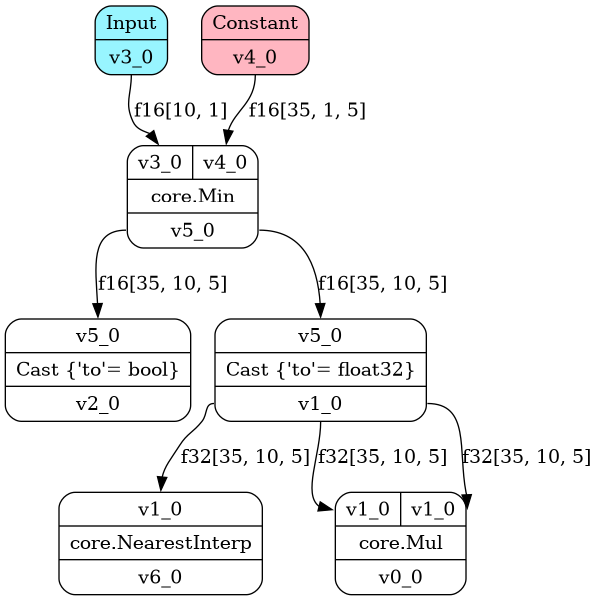 Input
v3_0
Constant
v4_0
f16[10, 1]
f16[35, 1, 5]
v3_0
v4_0
core.Min
v5_0
f16[35, 10, 5]
f16[35, 10, 5]
v5_0
Cast {'to'= bool}
v2_0
v5_0
Cast {'to'= float32}
v1_0
f32[35, 10, 5]
f32[35, 10, 5]
f32[35, 10, 5]
v1_0
core.NearestInterp
v6_0
v1_0
v1_0
core.Mul
v0_0